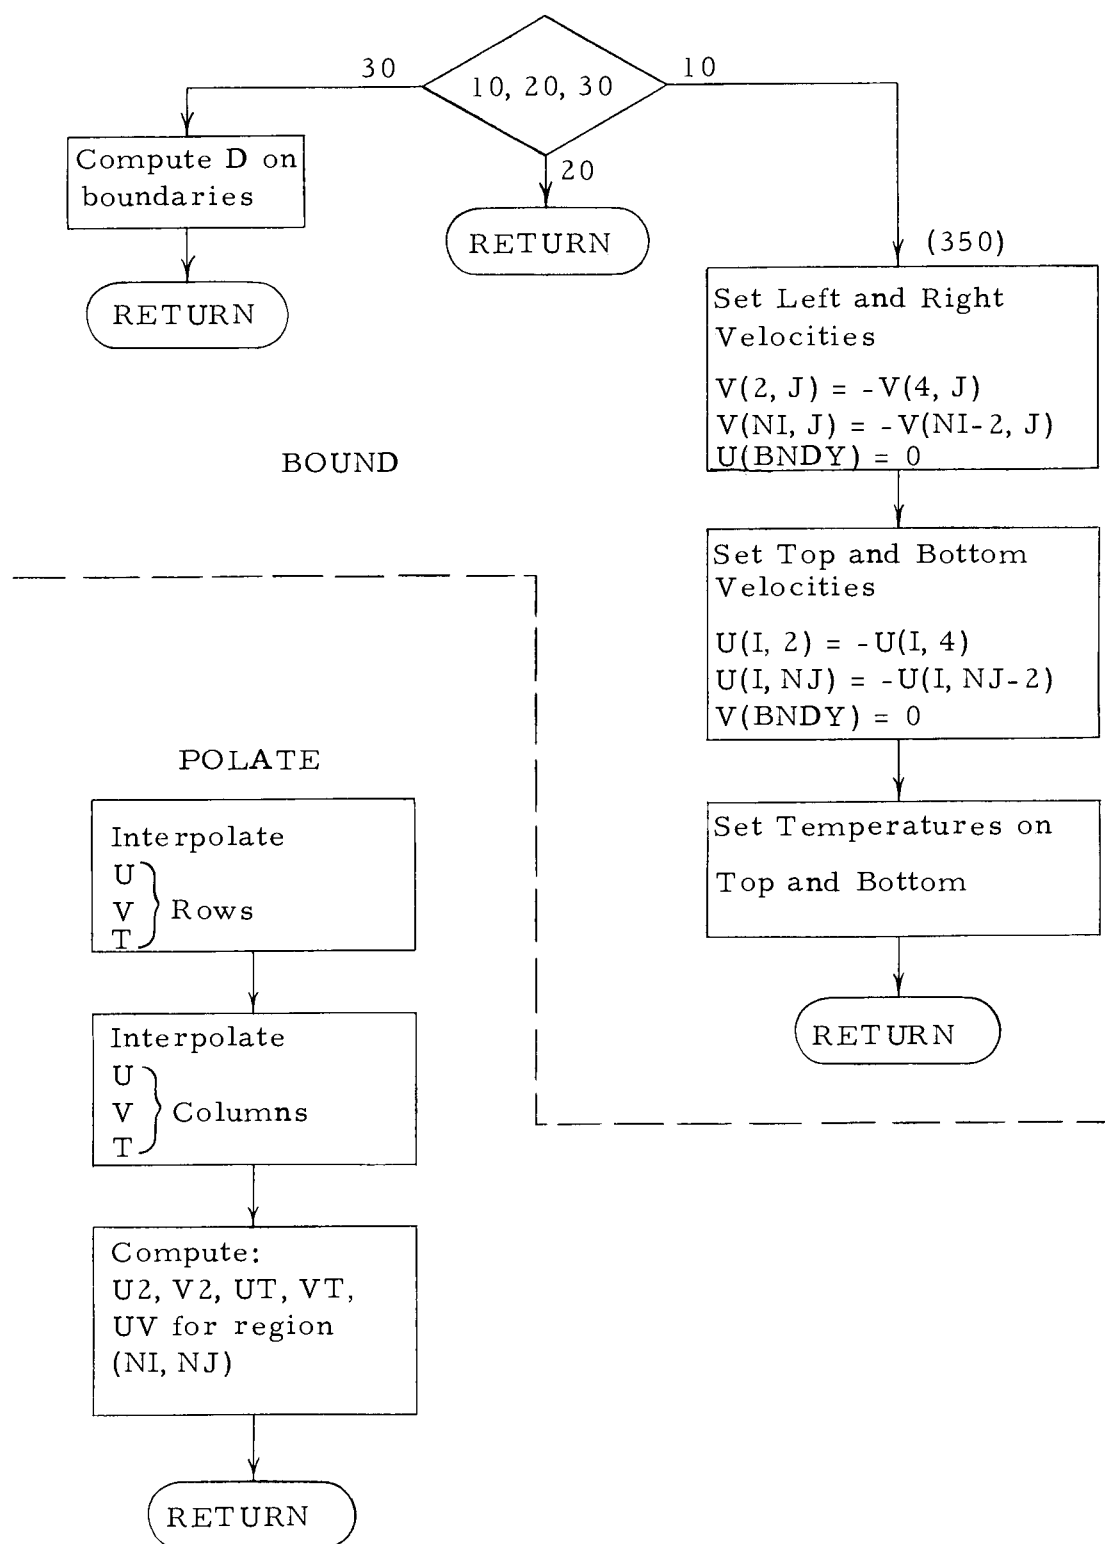 30
10, 20, 30
10
20
Compute D on
boundaries
RETURN
RETURN
(350)
Set Left and Right
Velocities
V(2, J) = -V(4, J)
V(NI, J) = -V(NI-2, J)
U(BNDY) = 0
BOUND
Set Top and Bottom
Velocities
U(I, 2) = -U(I, 4)
U(I, NJ) = -U(I, NJ-2)
V(BNDY) = 0
Set Temperatures on
Top and Bottom
RETURN
POLATE
Interpolate
U
V } Rows
T
Interpolate
U
V } Columns
T
Compute:
U2, V2, UT, VT,
UV for region
(NI, NJ)
RETURN